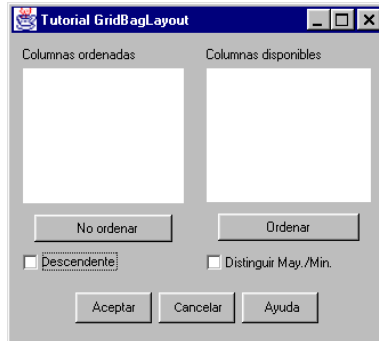 Tutorial GridBagLayout
Columnas ordenadas Columnas disponibles
No ordenar Ordenar
Descendente Distinguir May./Min.
Aceptar Cancelar Ayuda